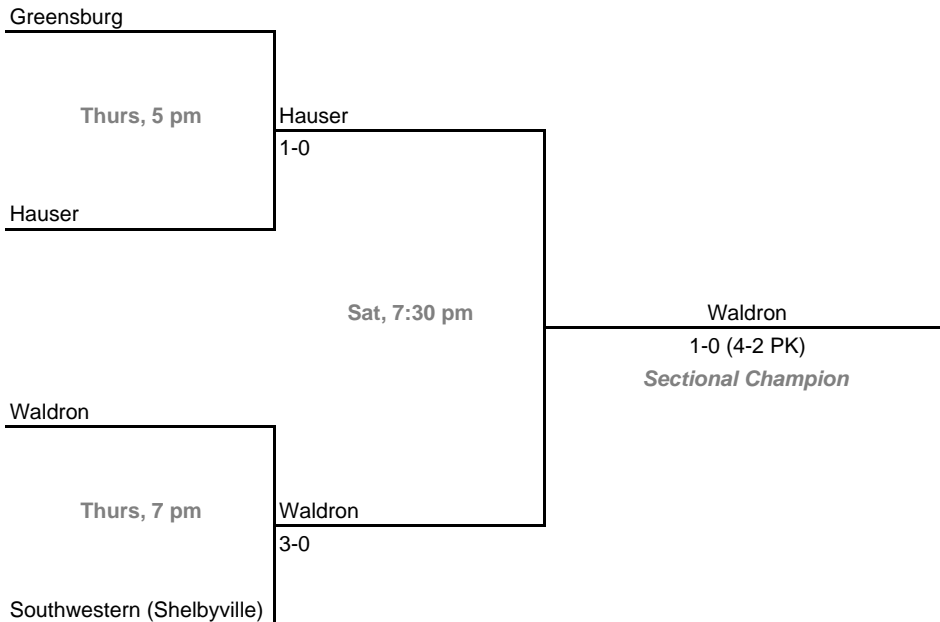 Greensburg
Thurs, 5 pm
Hauser
1-0
Hauser
Sat, 7:30 pm
Waldron
1-0 (4-2 PK)
Sectional Champion
Waldron
Thurs, 7 pm
Waldron
3-0
Southwestern (Shelbyville)